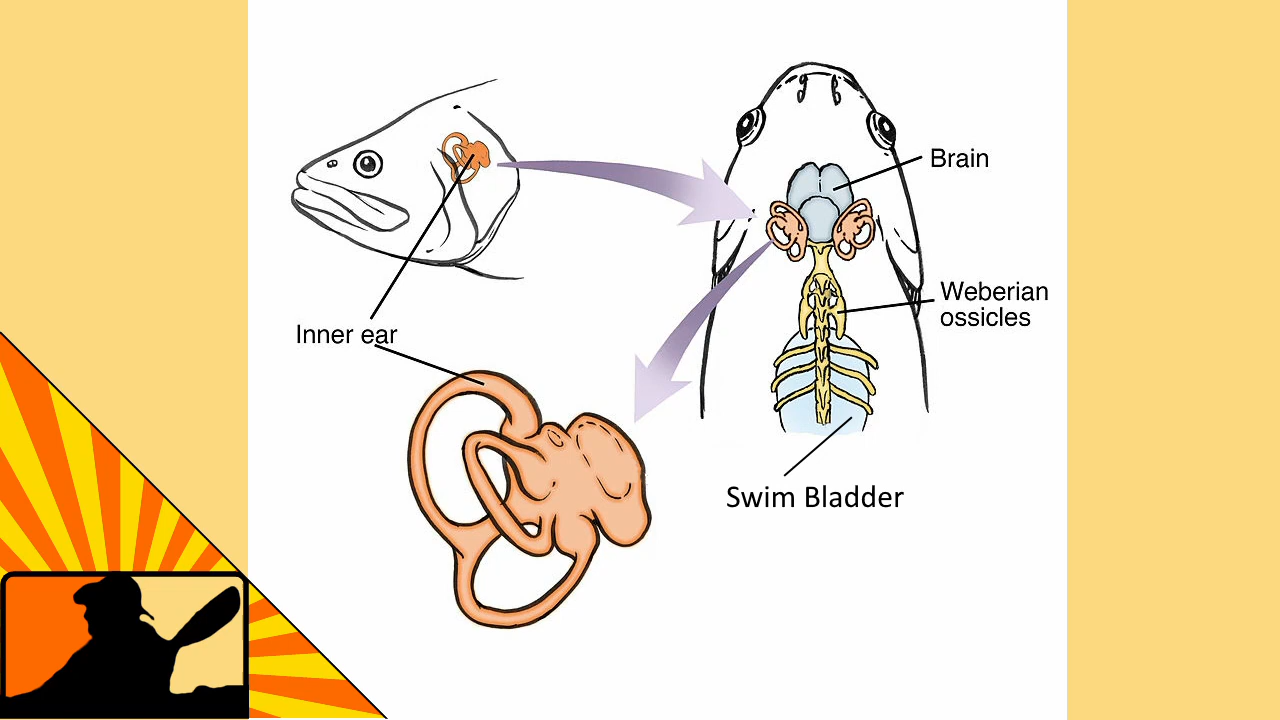 Brain
Weberian
ossicles
Inner ear
Swim Bladder